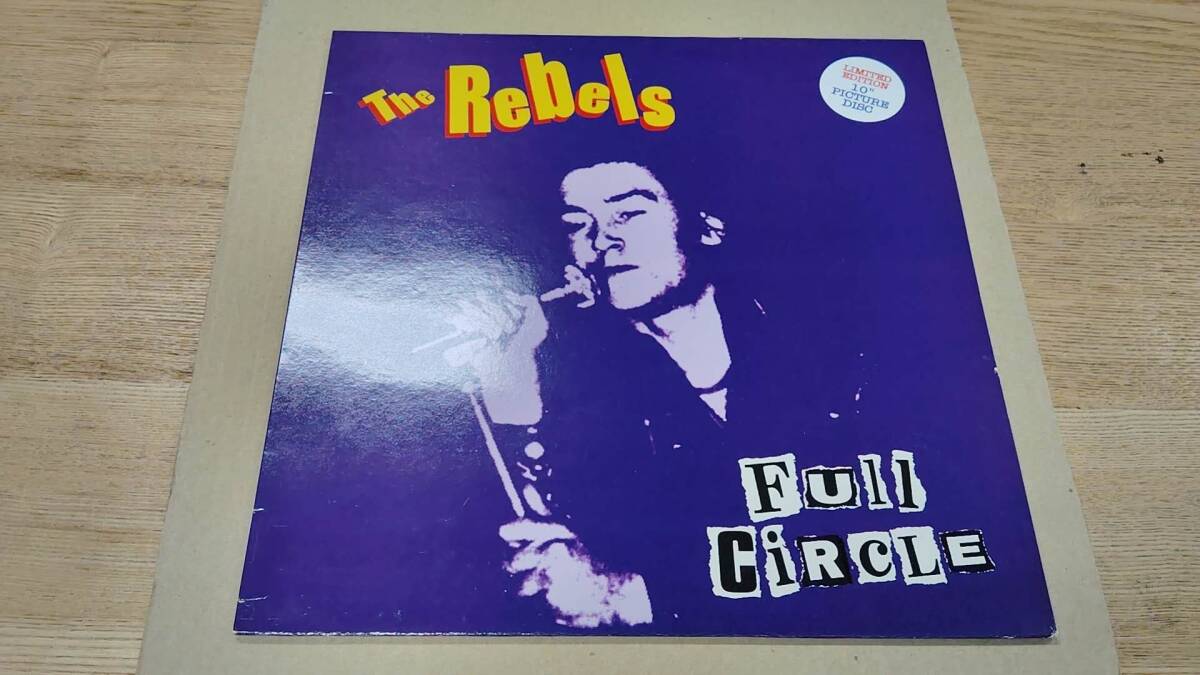 The Rebels
LIMITED
EDITION
10"
PICTURE
DISC
Full
CiRCLE